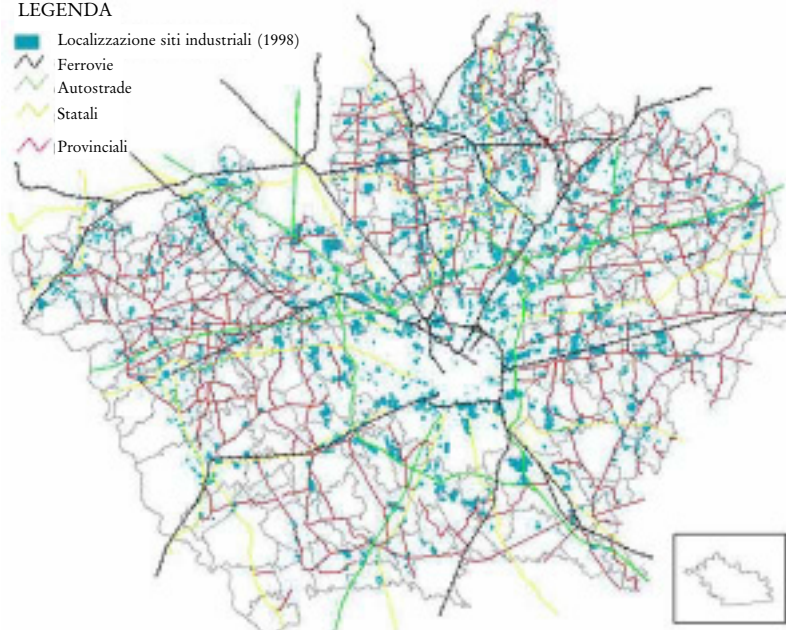 LEGENDA
Localizzazione siti industriali (1998)
Ferrovie
Autostrade
Statali
Provinciali